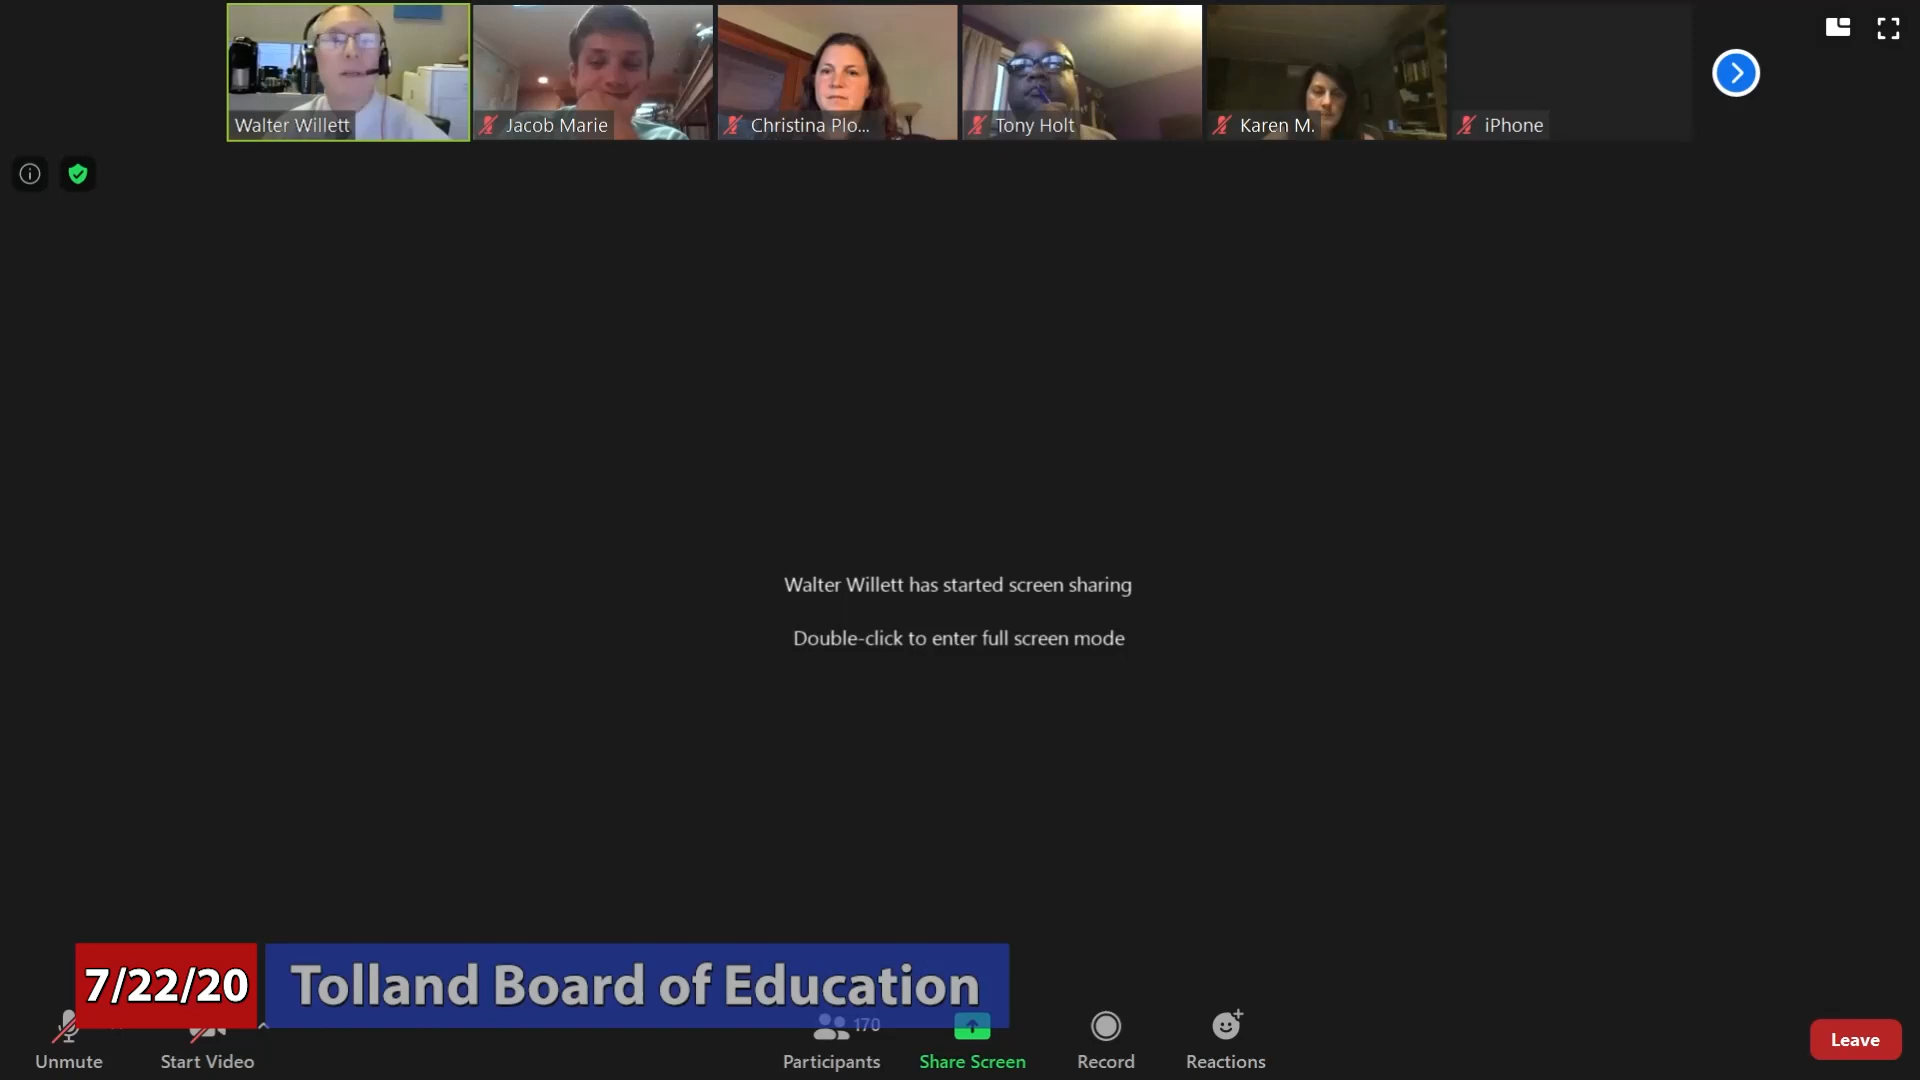 Walter Willett
Jacob Marie
Christina Plo...
Tony Holt
Karen M.
iPhone
Walter Willett has started screen sharing
Double-click to enter full screen mode
7/22/20
Tolland Board of Education
170
Unmute
Start Video
Participants
Share Screen
Record
Reactions
Leave